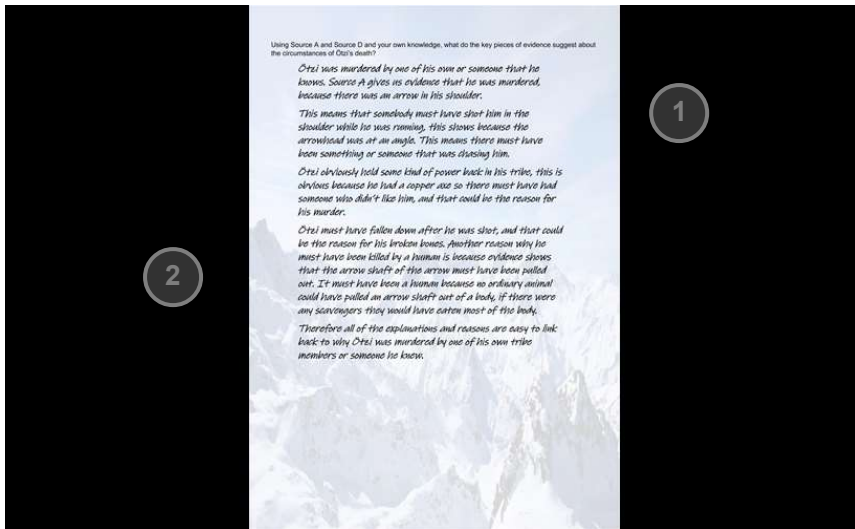 Using Source A and Source D and your own knowledge, what do the key pieces of evidence suggest about
the circumstances of Ötzi's death?
Ötzi was murdered by one of his own or someone that he
knows. Source A gives us evidence that he was murdered,
because there was an arrow in his shoulder.
This means that somebody must have shot him in the
shoulder while he was running, this shows because the
arrowhead was at an angle. This means there must have
been something or someone that was chasing him.
Ötzi obviously held some kind of power back in his tribe, this is
obvious because he had a copper axe so there must have had
someone who didn't like him, and that could be the reason for
his murder.
Ötzi must have fallen down after he was shot, and that could
be the reason for his broken bones. Another reason why he
must have been killed by a human is because evidence shows
that the arrow shaft of the arrow must have been pulled
out. It must have been a human because no ordinary animal
could have pulled an arrow shaft out of a body, if there were
any scavengers they would have eaten most of the body.
Therefore all of the explanations and reasons are easy to link
back to why Ötzi was murdered by one of his own tribe
members or someone he knew.
1
2